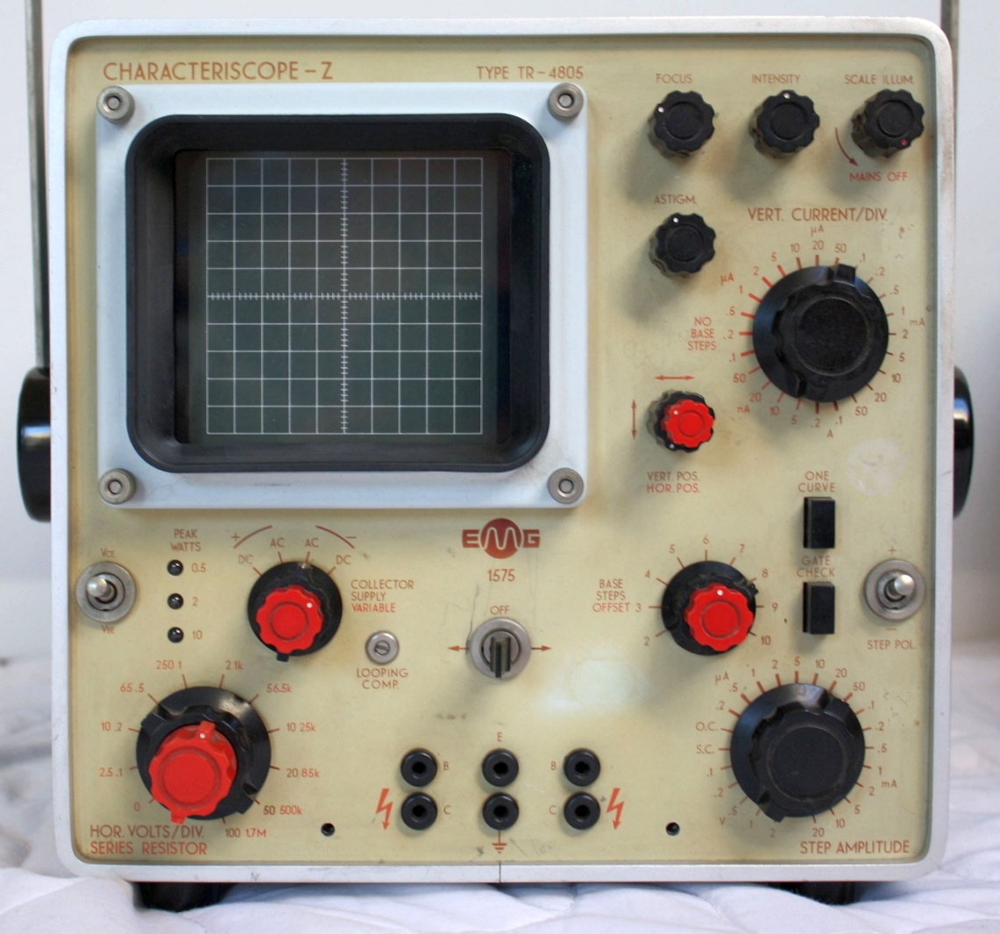 CHARACTERISCOPE – Z
TYPE TR – 4805
FOCUS
INTENSITY
SCALE ILLUM.
MAINS OFF
ASTIGM.
VERT. CURRENT/DIV.
µA
5 10 20 50 .1
µA 1 2 .2 .5
.5 1 mA
NO
BASE
STEPS
.2 2
.1 5
50 10
20 20
nA 10 5 .2 .1 50
A
VERT. POS.
HOR. POS.
ONE
CURVE
GATE
CHECK
EMG
1575
PEAK
WATTS
0.5
2
10
VCE
VBE
+ –
DC AC AC DC
COLLECTOR
SUPPLY
VARIABLE
LOOPING
COMP.
OFF
BASE
STEPS
OFFSET
2 3 4 5 6 7 8 9 10
+
–
STEP POL.
250 1
2 1k
65 .5
56.5k
10 .2
10 25k
2.5 .1
20 85k
0
50 500k
100 1.7M
HOR. VOLTS/DIV.
SERIES RESISTOR
E
B
B
C
C
µA
.5 1 2 5 10 20 50
.2 .1
O.C. .2
S.C. .5
.1 1
mA
.2 2
V .5 1 2 20 10 5
STEP AMPLITUDE